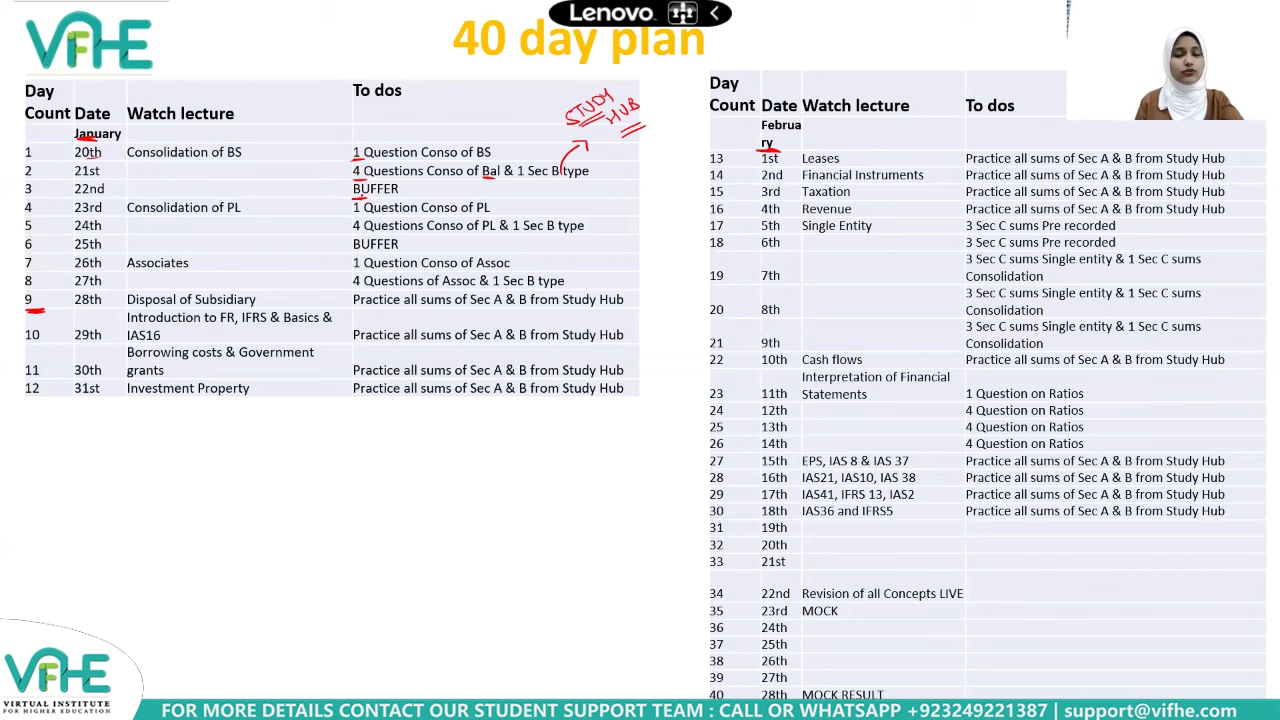 Lenovo
VIFHE
40 day plan
Day Count Date Watch lecture To dos
January
STUDY HUB
1 20th Consolidation of BS 1 Question Conso of BS
2 21st 4 Questions Conso of Bal & 1 Sec B type
3 22nd BUFFER
4 23rd Consolidation of PL 1 Question Conso of PL
5 24th 4 Questions Conso of PL & 1 Sec B type
6 25th BUFFER
7 26th Associates 1 Question Conso of Assoc
8 27th 4 Questions of Assoc & 1 Sec B type
9 28th Disposal of Subsidiary Practice all sums of Sec A & B from Study Hub
Introduction to FR, IFRS & Basics &
10 29th IAS16 Practice all sums of Sec A & B from Study Hub
Borrowing costs & Government
11 30th grants Practice all sums of Sec A & B from Study Hub
12 31st Investment Property Practice all sums of Sec A & B from Study Hub
Day Count Date Watch lecture To dos
Februa
ry
13 1st Leases Practice all sums of Sec A & B from Study Hub
14 2nd Financial Instruments Practice all sums of Sec A & B from Study Hub
15 3rd Taxation Practice all sums of Sec A & B from Study Hub
16 4th Revenue Practice all sums of Sec A & B from Study Hub
17 5th Single Entity 3 Sec C sums Pre recorded
18 6th 3 Sec C sums Pre recorded
3 Sec C sums Single entity & 1 Sec C sums
19 7th Consolidation
3 Sec C sums Single entity & 1 Sec C sums
20 8th Consolidation
3 Sec C sums Single entity & 1 Sec C sums
21 9th Consolidation
22 10th Cash flows Practice all sums of Sec A & B from Study Hub
Interpretation of Financial
23 11th Statements 1 Question on Ratios
24 12th 4 Question on Ratios
25 13th 4 Question on Ratios
26 14th 4 Question on Ratios
27 15th EPS, IAS 8 & IAS 37 Practice all sums of Sec A & B from Study Hub
28 16th IAS21, IAS10, IAS 38 Practice all sums of Sec A & B from Study Hub
29 17th IAS41, IFRS 13, IAS2 Practice all sums of Sec A & B from Study Hub
30 18th IAS36 and IFRS5 Practice all sums of Sec A & B from Study Hub
31 19th
32 20th
33 21st
34 22nd Revision of all Concepts LIVE
35 23rd MOCK
36 24th
37 25th
38 26th
39 27th
40 28th MOCK RESULT
VIFHE
VIRTUAL INSTITUTE
FOR HIGHER EDUCATION
FOR MORE DETAILS CONTACT OUR STUDENT SUPPORT TEAM : CALL OR WHATSAPP +923249221387 | support@vifhe.com